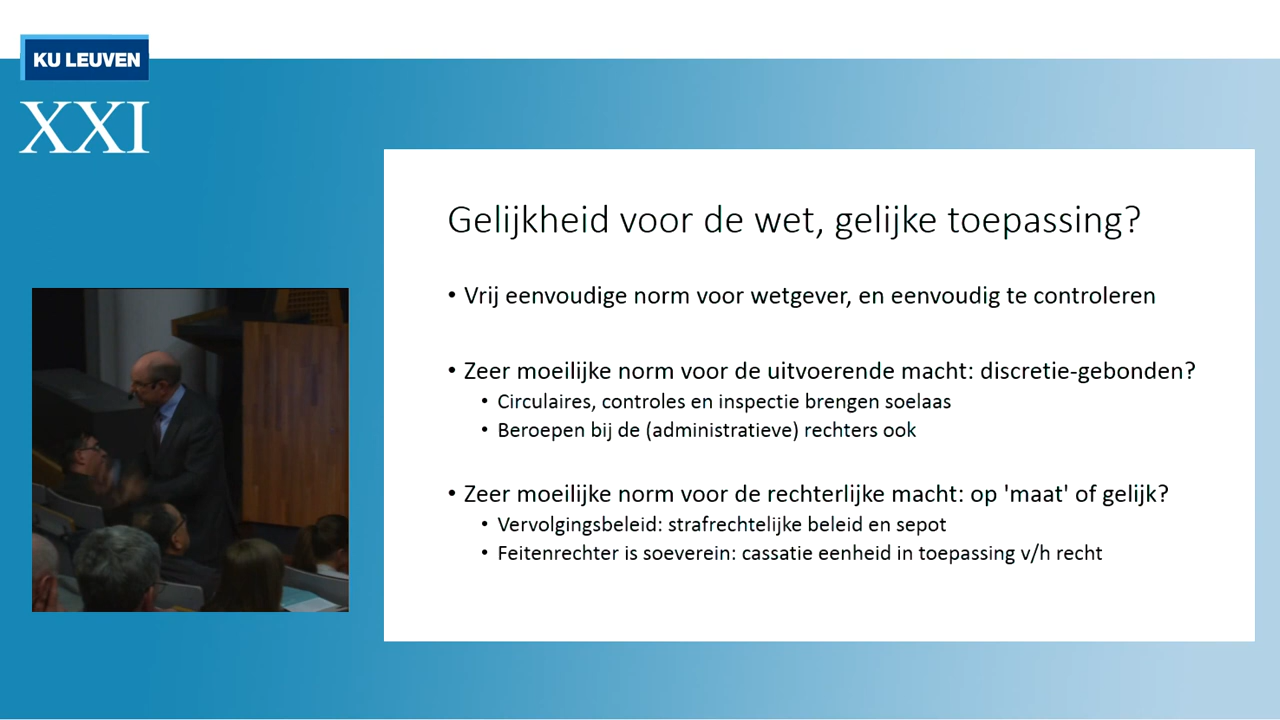 KU LEUVEN
XXI
Gelijkheid voor de wet, gelijke toepassing?
• Vrij eenvoudige norm voor wetgever, en eenvoudig te controleren
• Zeer moeilijke norm voor de uitvoerende macht: discretie-gebonden?
• Circulaires, controles en inspectie brengen soelaas
• Beroepen bij de (administratieve) rechters ook
• Zeer moeilijke norm voor de rechterlijke macht: op 'maat' of gelijk?
• Vervolgingsbeleid: strafrechtelijke beleid en sepot
• Feitenrechter is soeverein: cassatie eenheid in toepassing v/h recht